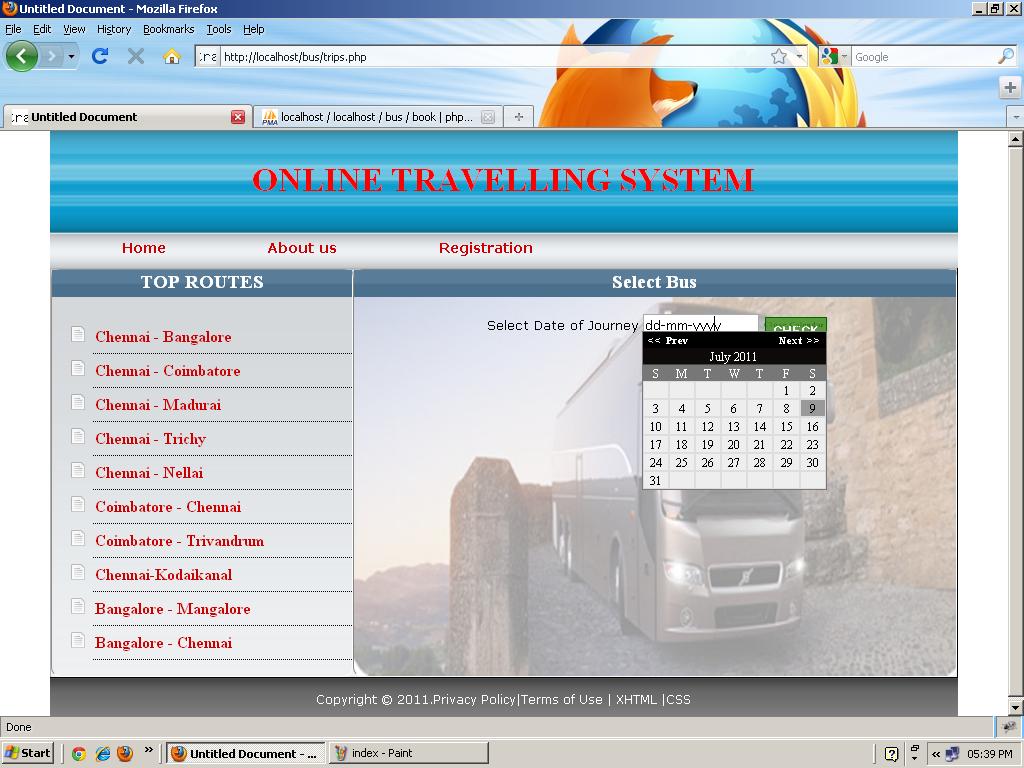 Untitled Document - Mozilla Firefox
File Edit View History Bookmarks Tools Help
http://localhost/bus/trips.php
Google
Untitled Document
localhost / localhost / bus / book | php...
PMA
ONLINE TRAVELLING SYSTEM
Home About us Registration
TOP ROUTES
Chennai - Bangalore
Chennai - Coimbatore
Chennai - Madurai
Chennai - Trichy
Chennai - Nellai
Coimbatore - Chennai
Coimbatore - Trivandrum
Chennai-Kodaikanal
Bangalore - Mangalore
Bangalore - Chennai
Select Bus
Select Date of Journey dd-mm-yyyy CHECK
<< Prev Next >>
July 2011
S M T W T F S
1 2
3 4 5 6 7 8 9
10 11 12 13 14 15 16
17 18 19 20 21 22 23
24 25 26 27 28 29 30
31
Copyright © 2011.Privacy Policy|Terms of Use | XHTML |CSS
Done
Start » Untitled Document - ... index - Paint « 05:39 PM